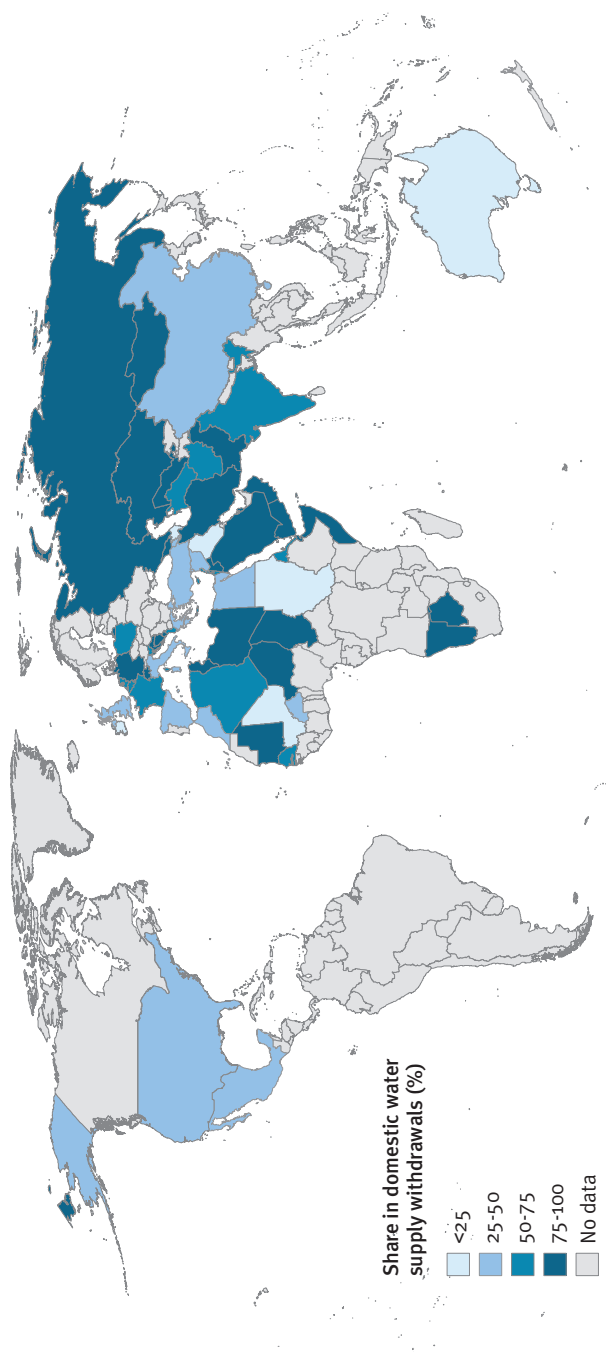 Share in domestic water
supply withdrawals (%)
<25
25-50
50-75
75-100
No data